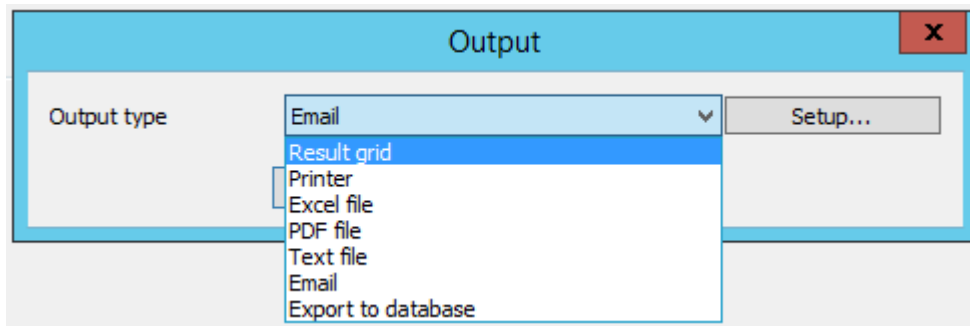 Output
x
Output type Email Setup...
Result grid
Printer
Excel file
PDF file
Text file
Email
Export to database